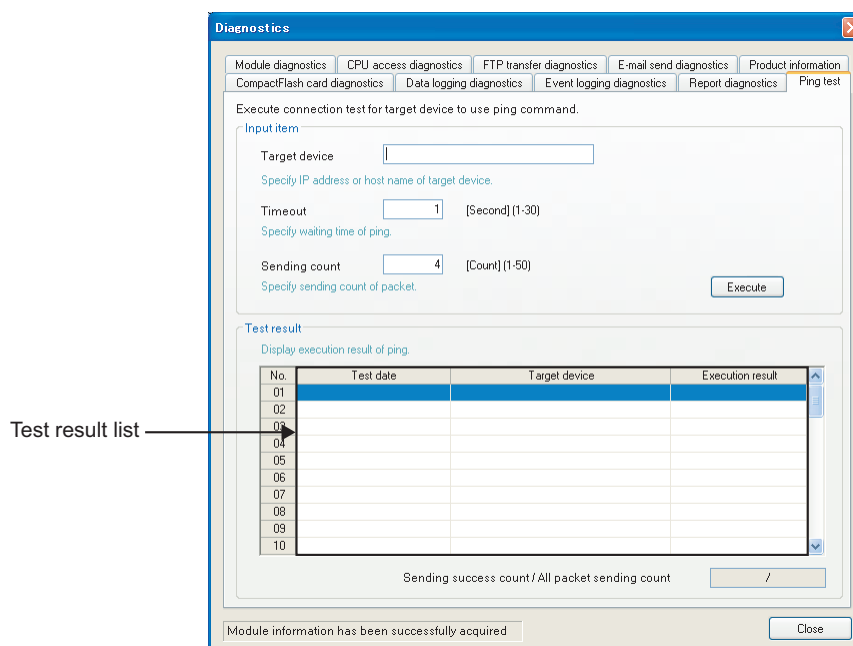 Diagnostics
Module diagnostics CPU access diagnostics FTP transfer diagnostics E-mail send diagnostics Product information
CompactFlash card diagnostics Data logging diagnostics Event logging diagnostics Report diagnostics Ping test
Execute connection test for target device to use ping command.
Input item
Target device
Specify IP address or host name of target device.
Timeout 1 [Second] (1-30)
Specify waiting time of ping.
Sending count 4 [Count] (1-50)
Specify sending count of packet.
Execute
Test result
Display execution result of ping.
No. Test date Target device Execution result
01
02
03
Test result list
04
05
06
07
08
09
10
Sending success count / All packet sending count /
Module information has been successfully acquired
Close